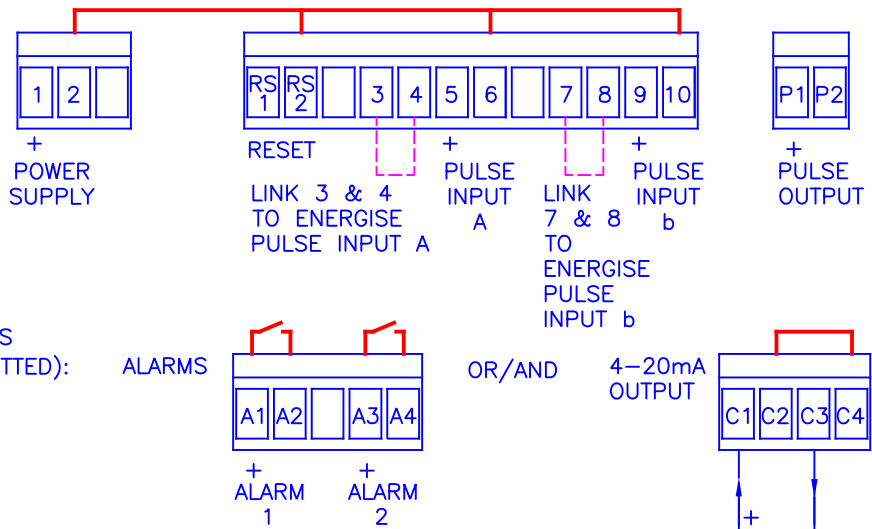 1 2
RS 1 RS 2 3 4 5 6 7 8 9 10
P1 P2
+
POWER
SUPPLY
RESET
LINK 3 & 4
TO ENERGISE
PULSE INPUT A
+
PULSE
INPUT
A
LINK
7 & 8
TO
ENERGISE
PULSE
INPUT b
+
PULSE
INPUT
b
+
PULSE
OUTPUT
S
TTED):
ALARMS
A1 A2 A3 A4
+
ALARM
1
+
ALARM
2
OR/AND
4-20mA
OUTPUT
C1 C2 C3 C4
+